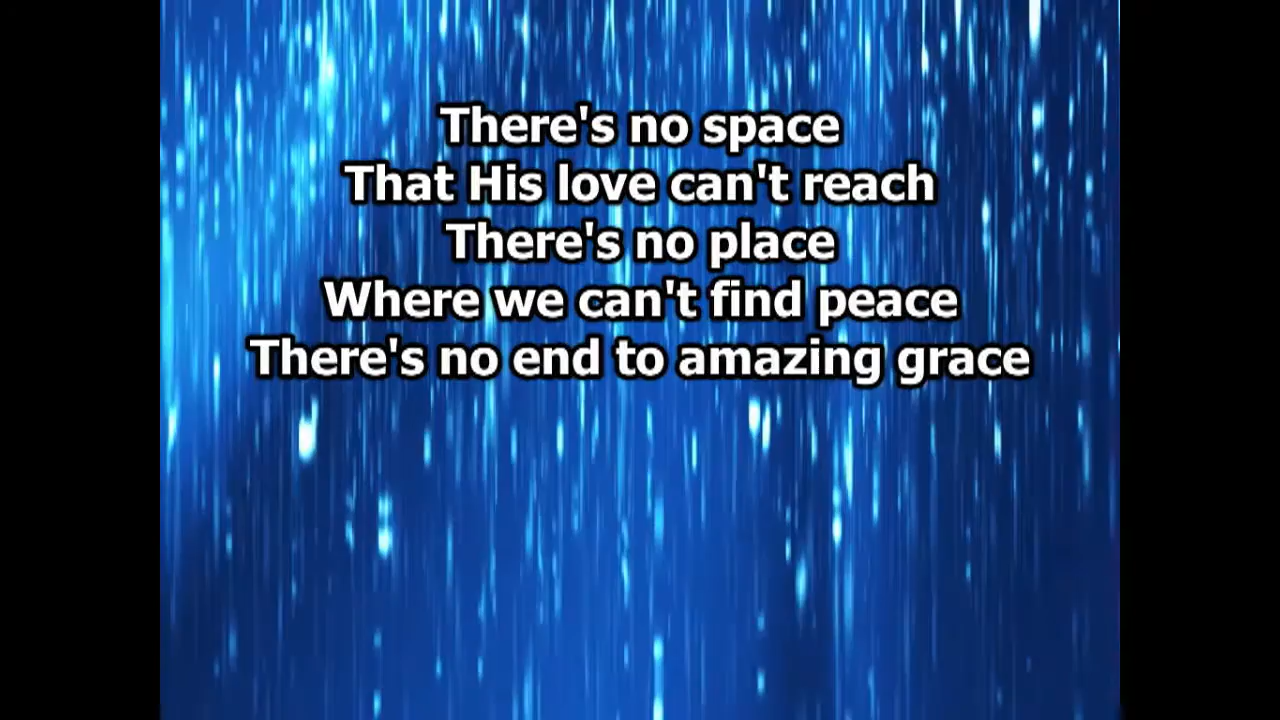 There's no space
That His love can't reach
There's no place
Where we can't find peace
There's no end to amazing grace